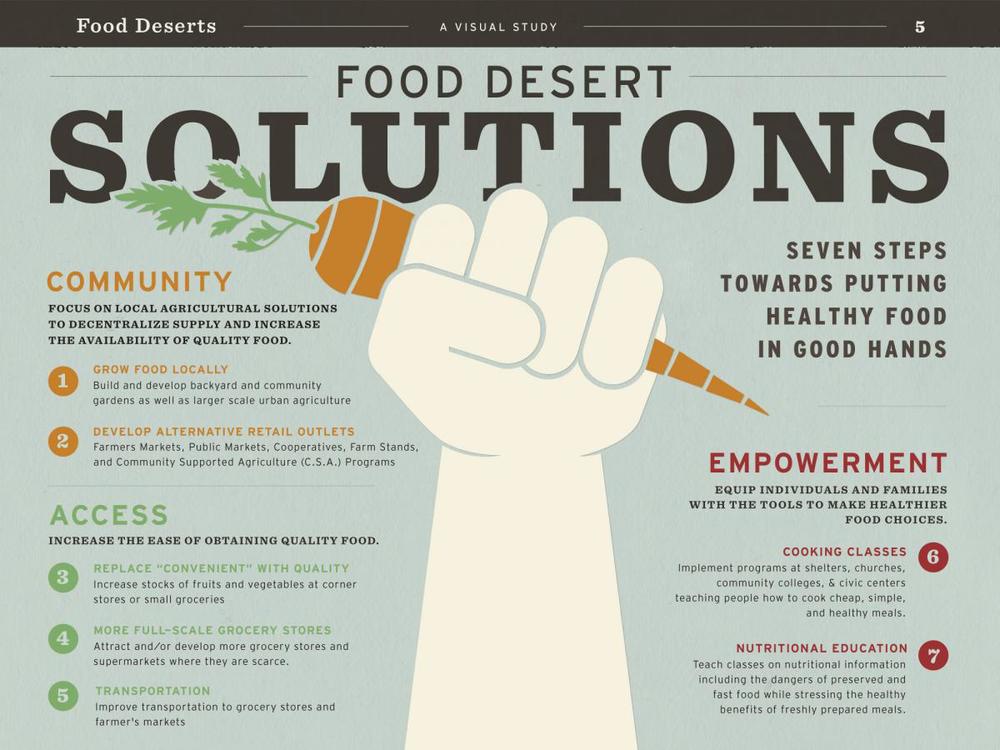 Food Deserts
A VISUAL STUDY
5
FOOD DESERT
SOLUTIONS
SEVEN STEPS
TOWARDS PUTTING
HEALTHY FOOD
IN GOOD HANDS
COMMUNITY
FOCUS ON LOCAL AGRICULTURAL SOLUTIONS
TO DECENTRALIZE SUPPLY AND INCREASE
THE AVAILABILITY OF QUALITY FOOD.
1
GROW FOOD LOCALLY
Build and develop backyard and community
gardens as well as larger scale urban agriculture
2
DEVELOP ALTERNATIVE RETAIL OUTLETS
Farmers Markets, Public Markets, Cooperatives, Farm Stands,
and Community Supported Agriculture (C.S.A.) Programs
ACCESS
INCREASE THE EASE OF OBTAINING QUALITY FOOD.
3
REPLACE “CONVENIENT” WITH QUALITY
Increase stocks of fruits and vegetables at corner
stores or small groceries
4
MORE FULL-SCALE GROCERY STORES
Attract and/or develop more grocery stores and
supermarkets where they are scarce.
5
TRANSPORTATION
Improve transportation to grocery stores and
farmer's markets
EMPOWERMENT
EQUIP INDIVIDUALS AND FAMILIES
WITH THE TOOLS TO MAKE HEALTHIER
FOOD CHOICES.
COOKING CLASSES
6
Implement programs at shelters, churches,
community colleges, & civic centers
teaching people how to cook cheap, simple,
and healthy meals.
NUTRITIONAL EDUCATION
7
Teach classes on nutritional information
including the dangers of preserved and
fast food while stressing the healthy
benefits of freshly prepared meals.